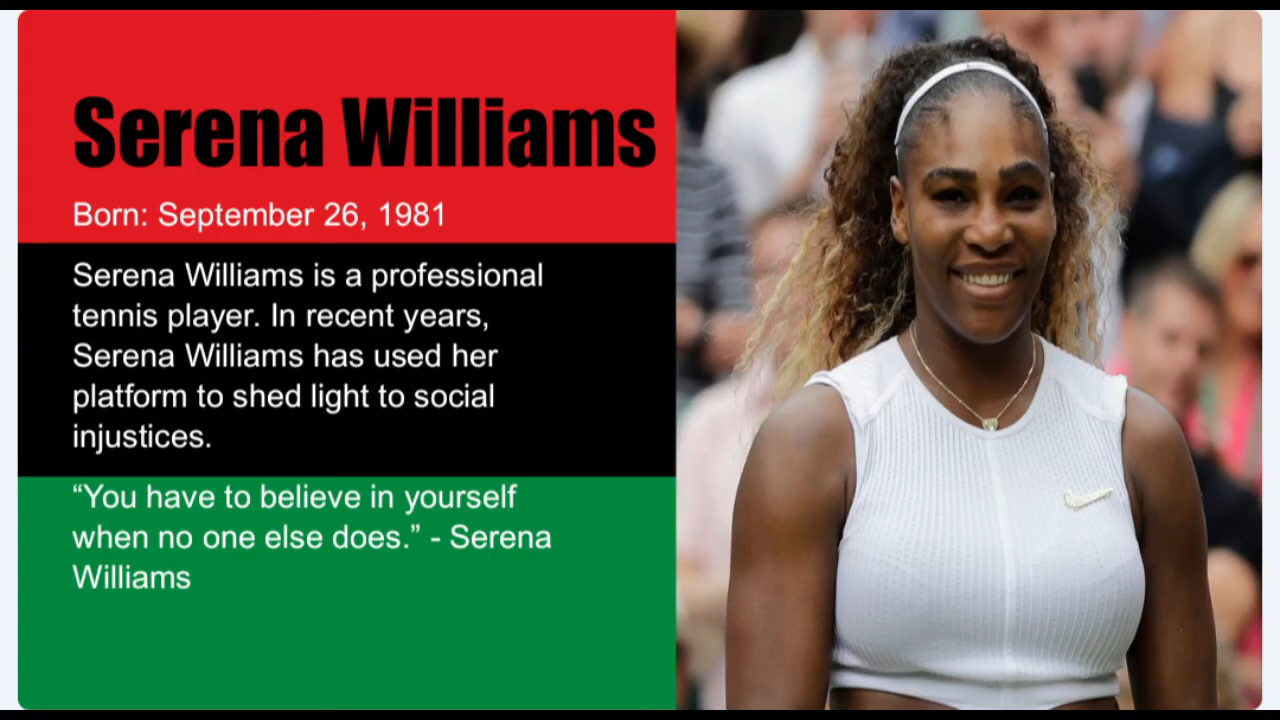 Serena Williams
Born: September 26, 1981
Serena Williams is a professional
tennis player. In recent years,
Serena Williams has used her
platform to shed light to social
injustices.
“You have to believe in yourself
when no one else does.” - Serena
Williams